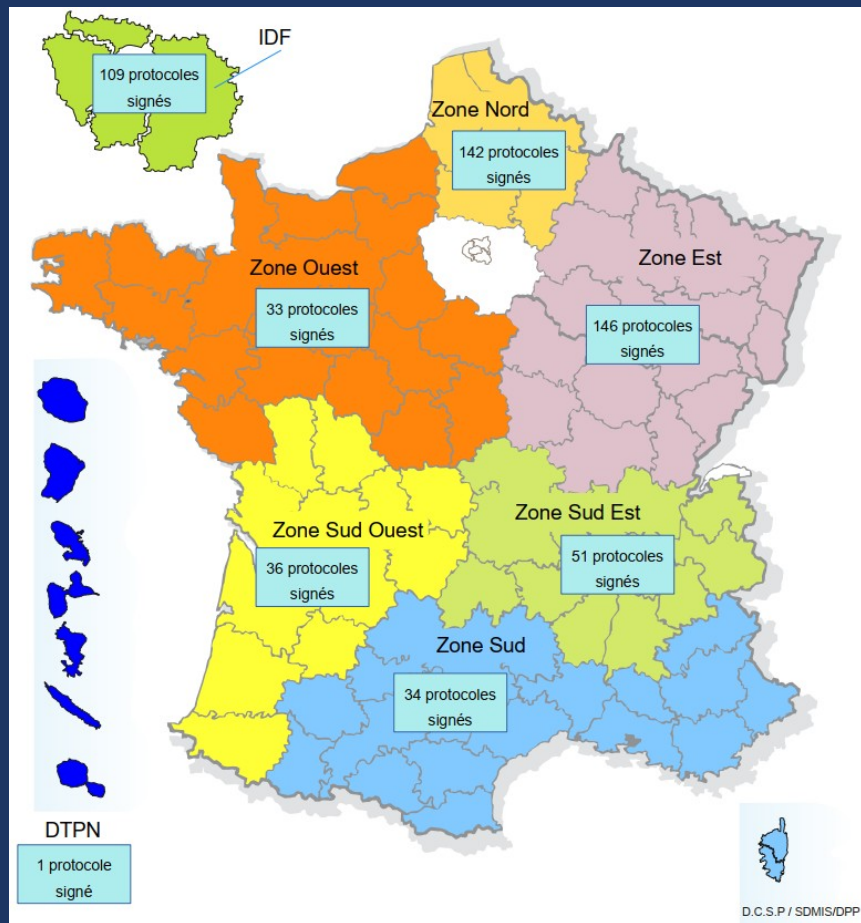 IDF
109 protocoles
signés
Zone Nord
142 protocoles
signés
Zone Ouest
33 protocoles
signés
Zone Est
146 protocoles
signés
Zone Sud Ouest
36 protocoles
signés
Zone Sud Est
51 protocoles
signés
Zone Sud
34 protocoles
signés
DTPN
1 protocole
signé
D.C.S.P / SDMIS/DPP